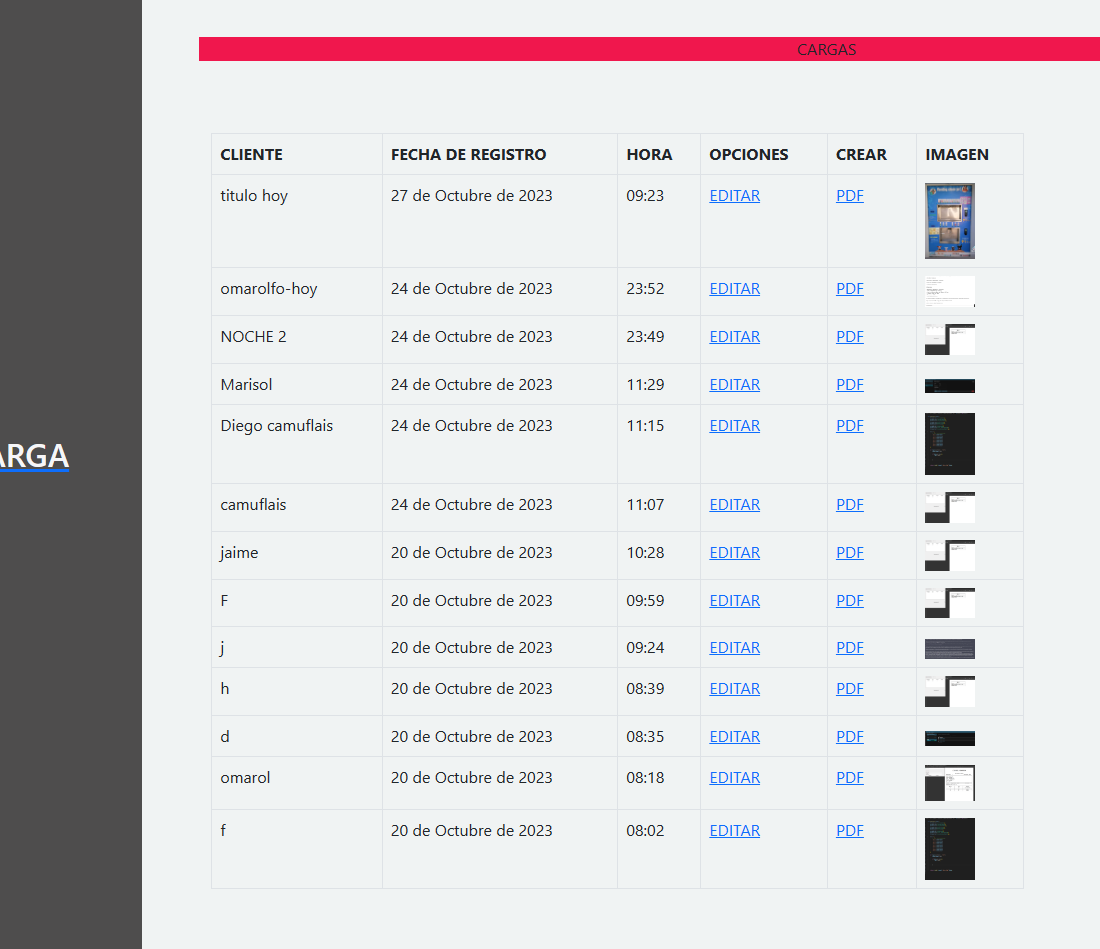 CARGAS
CLIENTE FECHA DE REGISTRO HORA OPCIONES CREAR IMAGEN
titulo hoy 27 de Octubre de 2023 09:23 EDITAR PDF
omarolfo-hoy 24 de Octubre de 2023 23:52 EDITAR PDF
NOCHE 2 24 de Octubre de 2023 23:49 EDITAR PDF
Marisol 24 de Octubre de 2023 11:29 EDITAR PDF
Diego camuflais 24 de Octubre de 2023 11:15 EDITAR PDF
ARGA
camuflais 24 de Octubre de 2023 11:07 EDITAR PDF
jaime 20 de Octubre de 2023 10:28 EDITAR PDF
F 20 de Octubre de 2023 09:59 EDITAR PDF
j 20 de Octubre de 2023 09:24 EDITAR PDF
h 20 de Octubre de 2023 08:39 EDITAR PDF
d 20 de Octubre de 2023 08:35 EDITAR PDF
omarol 20 de Octubre de 2023 08:18 EDITAR PDF
f 20 de Octubre de 2023 08:02 EDITAR PDF